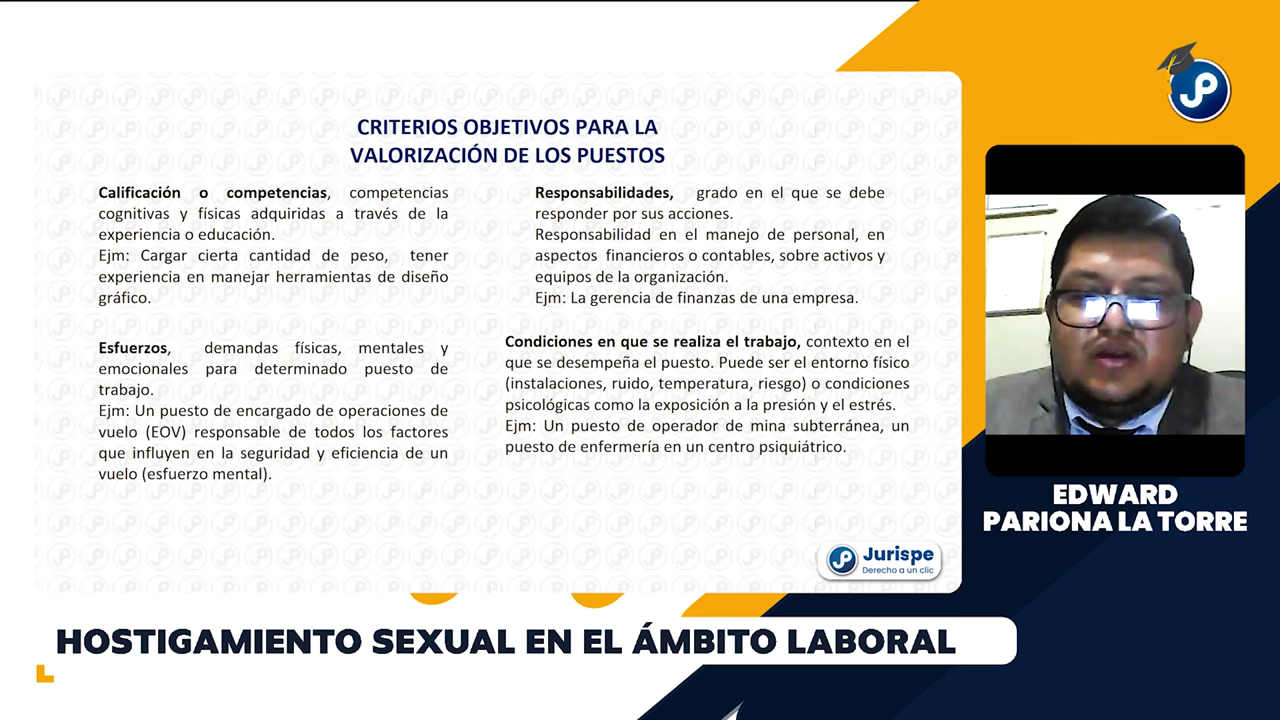 CRITERIOS OBJETIVOS PARA LA
VALORIZACIÓN DE LOS PUESTOS
Calificación o competencias, competencias
cognitivas y físicas adquiridas a través de la
experiencia o educación.
Ejm: Cargar cierta cantidad de peso, tener
experiencia en manejar herramientas de diseño
gráfico.
Esfuerzos, demandas físicas, mentales y
emocionales para determinado puesto de
trabajo.
Ejm: Un puesto de encargado de operaciones de
vuelo (EOV) responsable de todos los factores
que influyen en la seguridad y eficiencia de un
vuelo (esfuerzo mental).
Responsabilidades, grado en el que se debe
responder por sus acciones.
Responsabilidad en el manejo de personal, en
aspectos financieros o contables, sobre activos y
equipos de la organización.
Ejm: La gerencia de finanzas de una empresa.
Condiciones en que se realiza el trabajo, contexto en el
que se desempeña el puesto. Puede ser el entorno físico
(instalaciones, ruido, temperatura, riesgo) o condiciones
psicológicas como la exposición a la presión y el estrés.
Ejm: Un puesto de operador de mina subterránea, un
puesto de enfermería en un centro psiquiátrico.
JP
Jurispe
Derecho a un clic
JP
EDWARD
PARIONA LA TORRE
HOSTIGAMIENTO SEXUAL EN EL ÁMBITO LABORAL